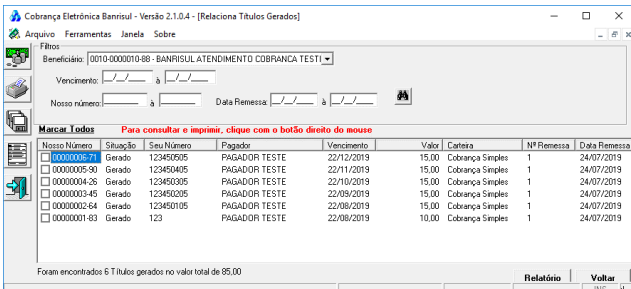 Cobrança Eletrônica Banrisul - Versão 2.1.0.4 - [Relaciona Títulos Gerados]
Arquivo Ferramentas Janela Sobre
Filtros
Beneficiário: 0010-0000010-88 - BANRISUL ATENDIMENTO COBRANCA TESTI
Vencimento: __/__/____ à __/__/____
Nosso número: ________ à ________ Data Remessa: __/__/____ à __/__/____
Marcar Todos Para consultar e imprimir, clique com o botão direito do mouse
Nosso Número Situação Seu Número Pagador Vencimento Valor Carteira Nº Remessa Data Remessa
00000006-71 Gerado 123450505 PAGADOR TESTE 22/12/2019 15,00 Cobrança Simples 1 24/07/2019
00000005-90 Gerado 123450405 PAGADOR TESTE 22/11/2019 15,00 Cobrança Simples 1 24/07/2019
00000004-26 Gerado 123450305 PAGADOR TESTE 22/10/2019 15,00 Cobrança Simples 1 24/07/2019
00000003-45 Gerado 123450205 PAGADOR TESTE 22/09/2019 15,00 Cobrança Simples 1 24/07/2019
00000002-64 Gerado 123450105 PAGADOR TESTE 22/08/2019 15,00 Cobrança Simples 1 24/07/2019
00000001-83 Gerado 123 PAGADOR TESTE 22/08/2019 10,00 Cobrança Simples 1 24/07/2019
Foram encontrados 6 Títulos gerados no valor total de 85,00
Relatório Voltar